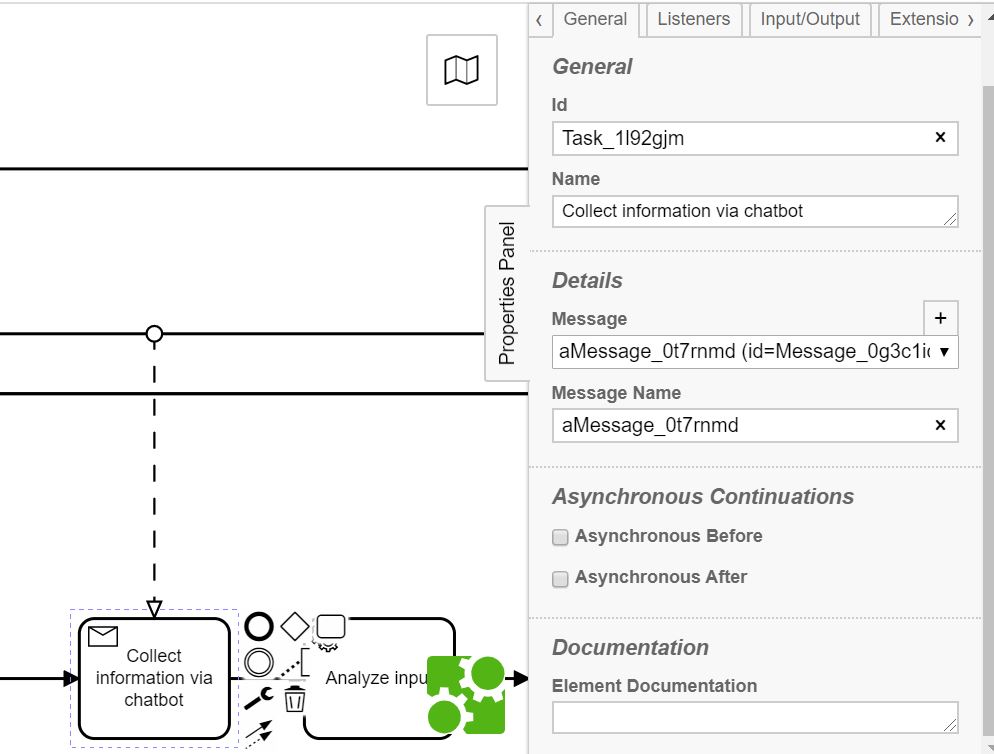 General
Listeners
Input/Output
Extensio
General
Id
Task_1l92gjm
Name
Collect information via chatbot
Properties Panel
Details
Message
+
aMessage_0t7rnmd (id=Message_0g3c1i
Message Name
aMessage_0t7rnmd
Asynchronous Continuations
Asynchronous Before
Asynchronous After
Documentation
Element Documentation
Collect
information via
chatbot
Analyze inpu